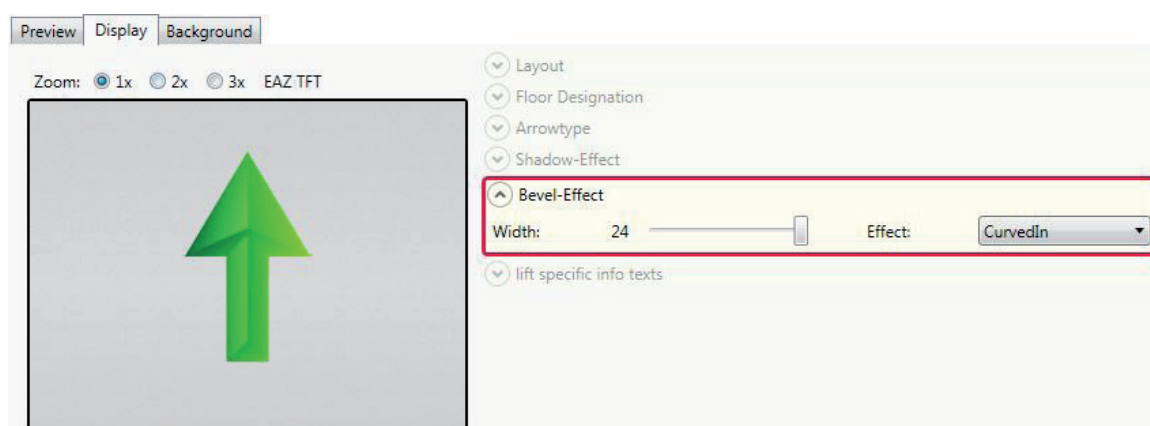 Preview Display Background
Zoom: 1x 2x 3x EAZ TFT
Layout
Floor Designation
Arrowtype
Shadow-Effect
Bevel-Effect
Width: 24 Effect: CurvedIn
lift specific info texts